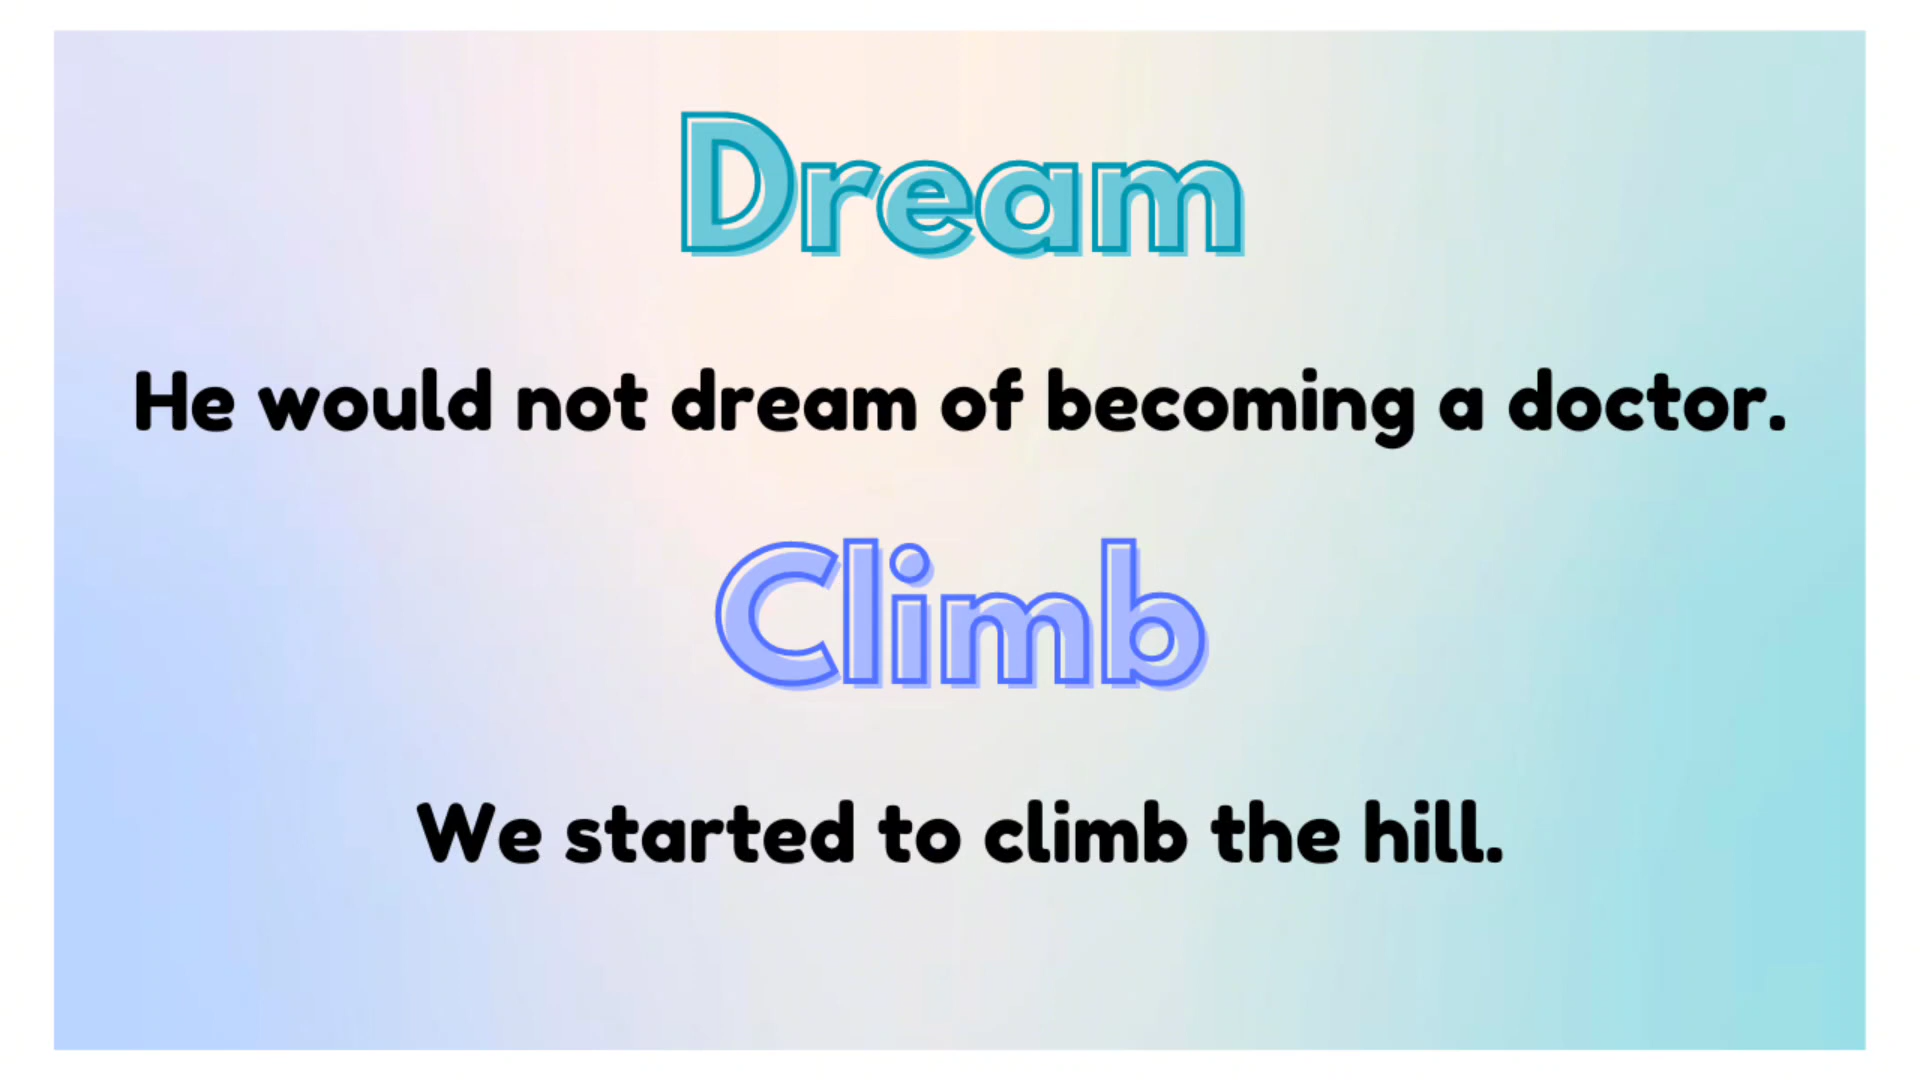 Dream
He would not dream of becoming a doctor.
Climb
We started to climb the hill.